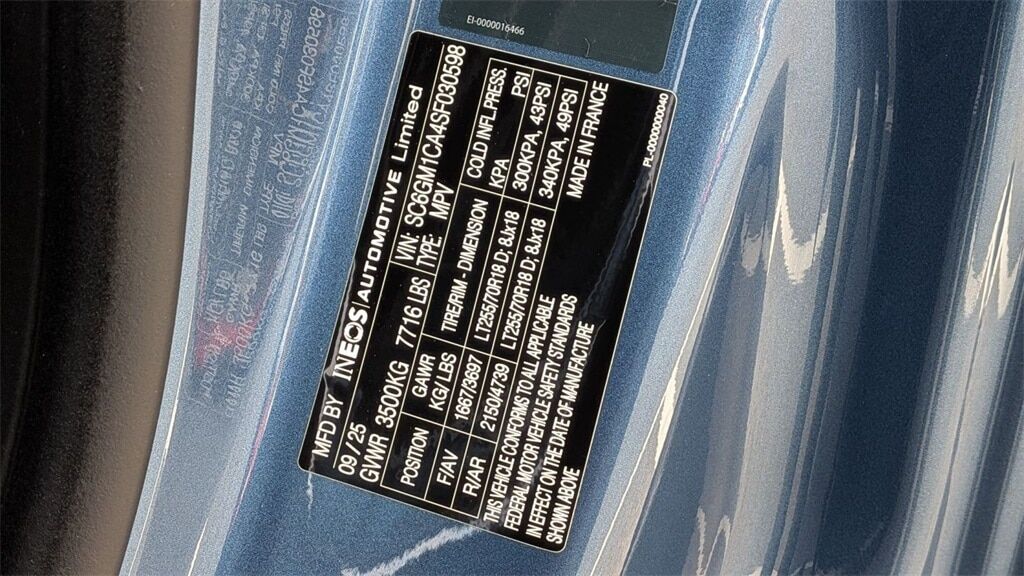 EI-0000016466
MFD BY INEOS AUTOMOTIVE Limited
09/25 VIN: SC6GM1CA4SF030598
GVWR 3500KG 7716 LBS TYPE: MPV
POSITION GAWR TIRE/RIM - DIMENSION COLD INFL.PRESS.
KG/ LBS KPA PSI
F/AV 1667/3697 LT255/70R18 D; 8Jx18 300KPA, 43PSI
R/AR 2150/4739 LT255/70R18 D; 8Jx18 340KPA, 49PSI
THIS VEHICLE CONFORMS TO ALL APPLICABLE MADE IN FRANCE
FEDERAL MOTOR VEHICLE SAFETY STANDARDS
IN EFFECT ON THE DATE OF MANUFACTURE
SHOWN ABOVE
PL-0000000040